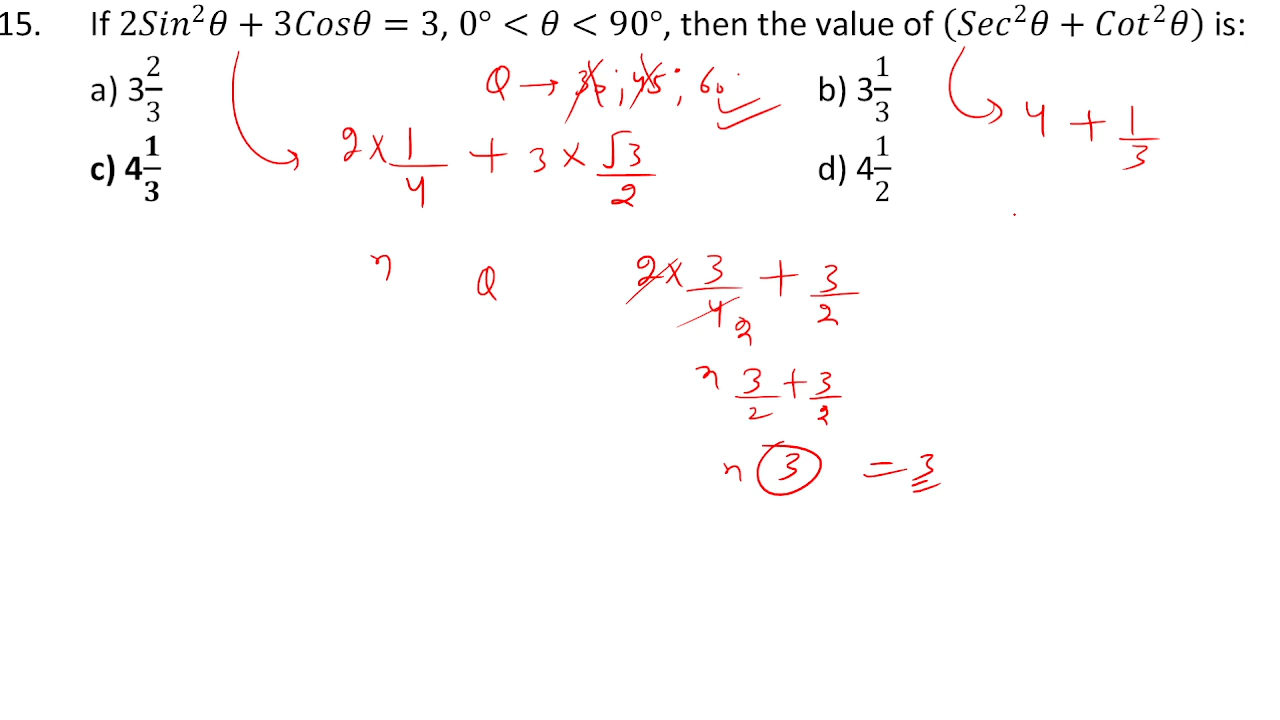 15. If 2Sin²θ + 3Cosθ = 3, 0° < θ < 90°, then the value of (Sec²θ + Cot²θ) is:
a) 3 2/3
b) 3 1/3
c) 4 1/3
d) 4 1/2
θ → 30; 45; 60
2 × 1/4 + 3 × √3/2
4 + 1/3
θ
2 × 3/4 + 3/2
2
3/2 + 3/2
3 = 3